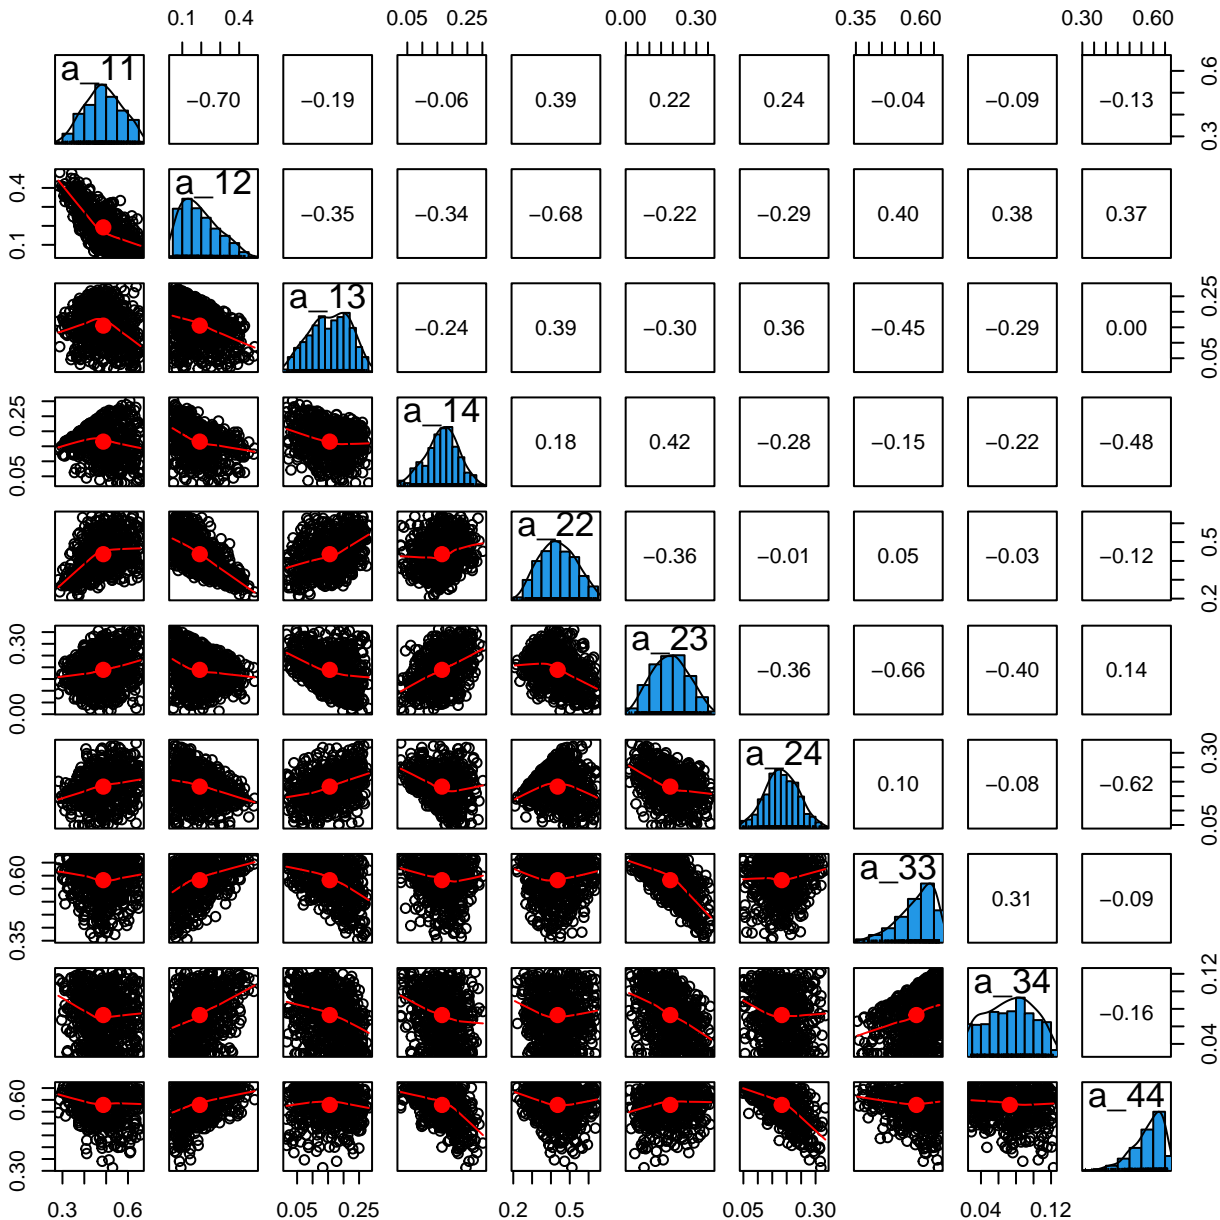 0.1 0.4 0.05 0.25 0.00 0.30 0.35 0.60 0.30 0.60
a_11 −0.70 −0.19 −0.06 0.39 0.22 0.24 −0.04 −0.09 −0.13 0.3 0.6
0.1 0.4 a_12 −0.35 −0.34 −0.68 −0.22 −0.29 0.40 0.38 0.37
a_13 −0.24 0.39 −0.30 0.36 −0.45 −0.29 0.00 0.05 0.25
0.05 0.25 a_14 0.18 0.42 −0.28 −0.15 −0.22 −0.48
a_22 −0.36 −0.01 0.05 −0.03 −0.12 0.2 0.5
0.00 0.30 a_23 −0.36 −0.66 −0.40 0.14
a_24 0.10 −0.08 −0.62 0.05 0.30
0.35 0.60 a_33 0.31 −0.09
a_34 −0.16 0.04 0.12
0.30 0.60 a_44
0.3 0.6 0.05 0.25 0.2 0.5 0.05 0.30 0.04 0.12